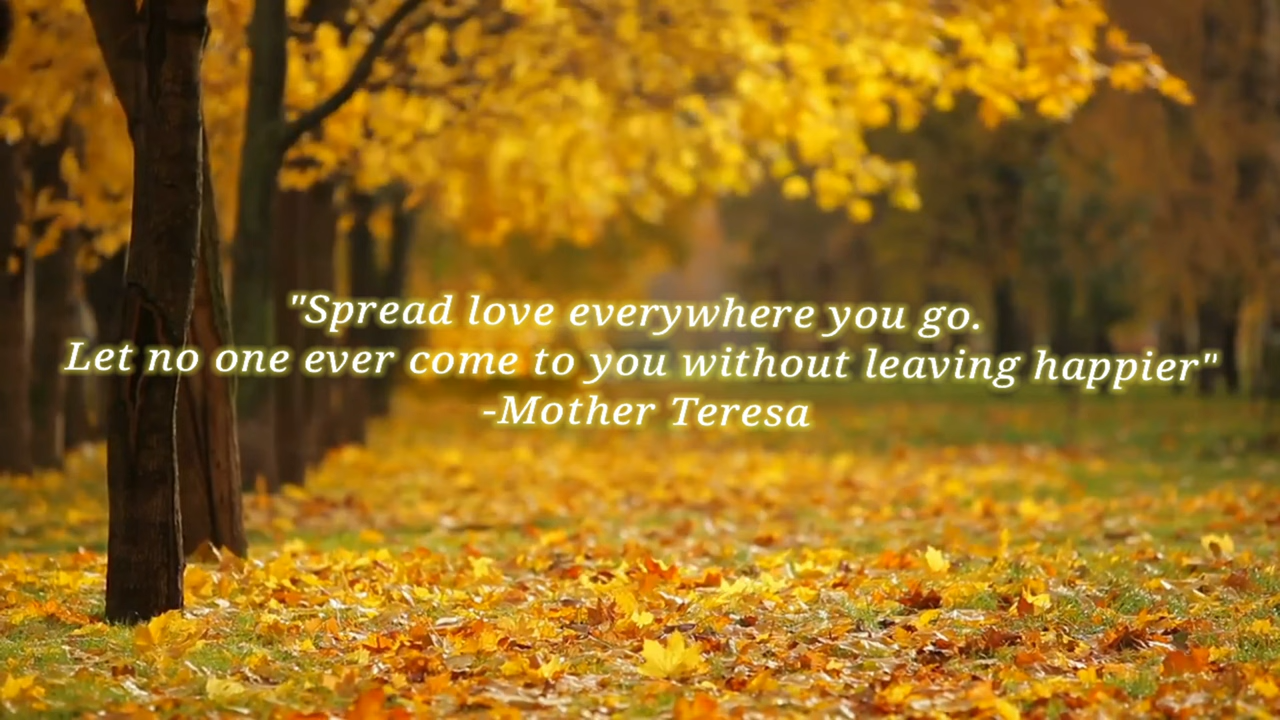 "Spread love everywhere you go.
Let no one ever come to you without leaving happier"
-Mother Teresa